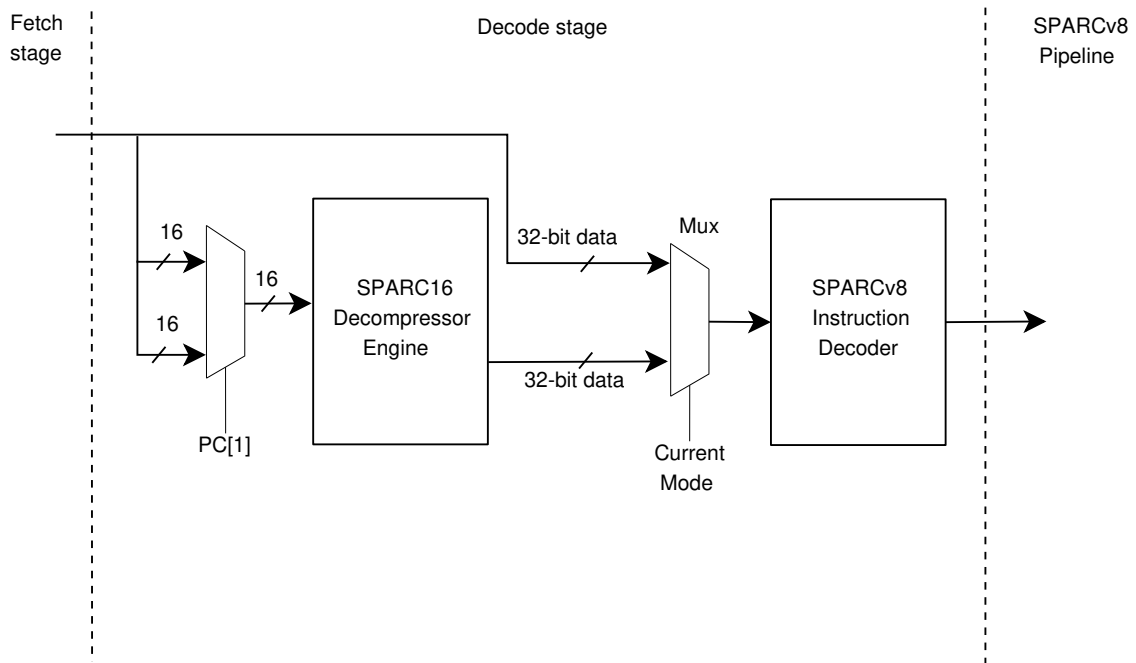 Fetch
stage
Decode stage
SPARCv8
Pipeline
16
16
16
SPARC16
Decompressor
Engine
PC[1]
32-bit data
32-bit data
Mux
Current
Mode
SPARCv8
Instruction
Decoder